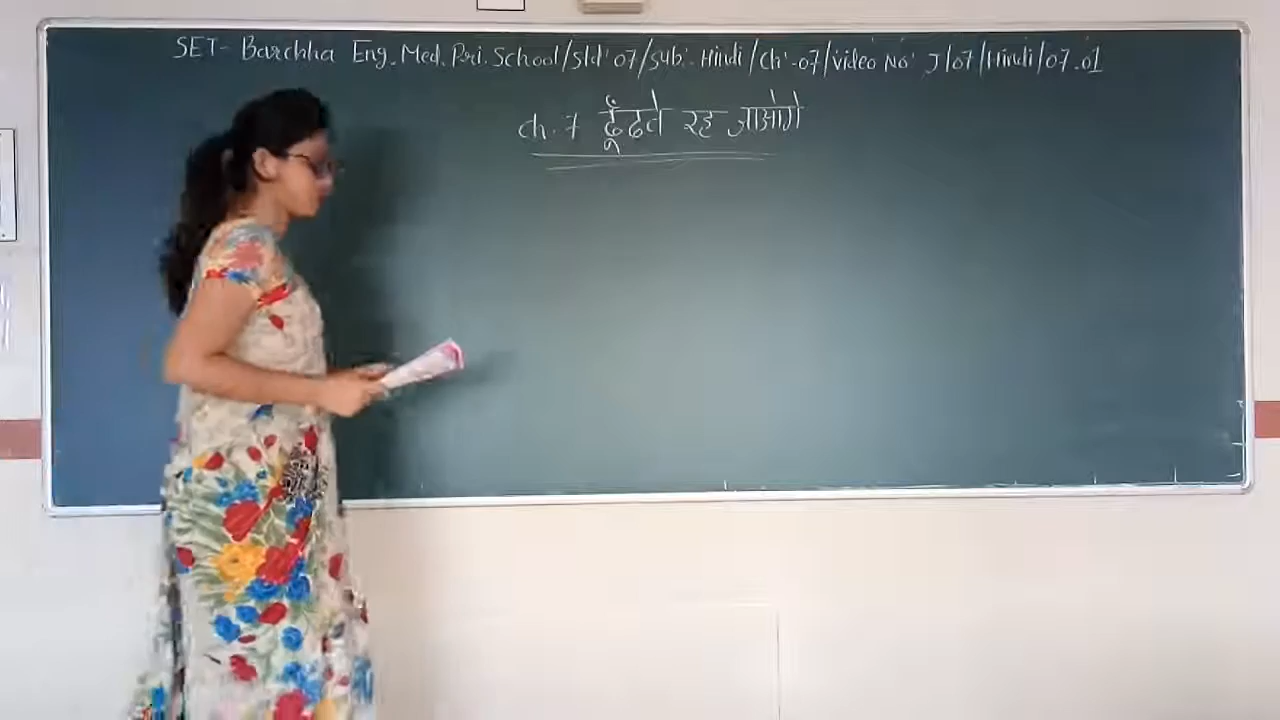 SET- Barchha Eng. Med. Pri. School/std' 07/sub:- Hindi/Ch'-07/video No' J/07/Hindi/07.01
Ch. 7 ढूँढते रह जाओगे